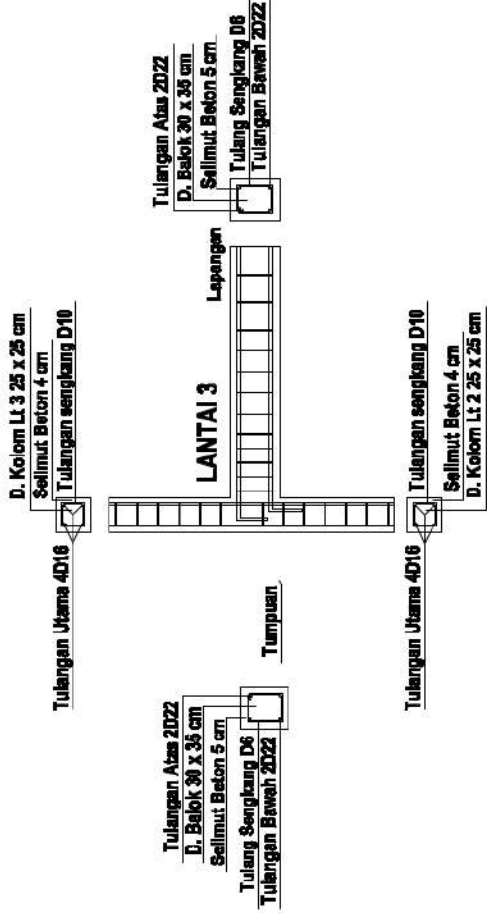 D. Kolom Lt 3 25 x 25 cm
Selimut Beton 4 cm
Tulangan sengkang D10
Tulangan Utama 4D16
LANTAI 3
Lapangan
Tulangan Atas 2D22
D. Balok 30 x 35 cm
Selimut Beton 5 cm
Tulang Sengkang D6
Tulangan Bawah 2D22
Tumpuan
Tulangan Atas 2D22
D. Balok 30 x 35 cm
Selimut Beton 5 cm
Tulang Sengkang D6
Tulangan Bawah 2D22
Tulangan Utama 4D16
Tulangan sengkang D10
Selimut Beton 4 cm
D. Kolom Lt 2 25 x 25 cm